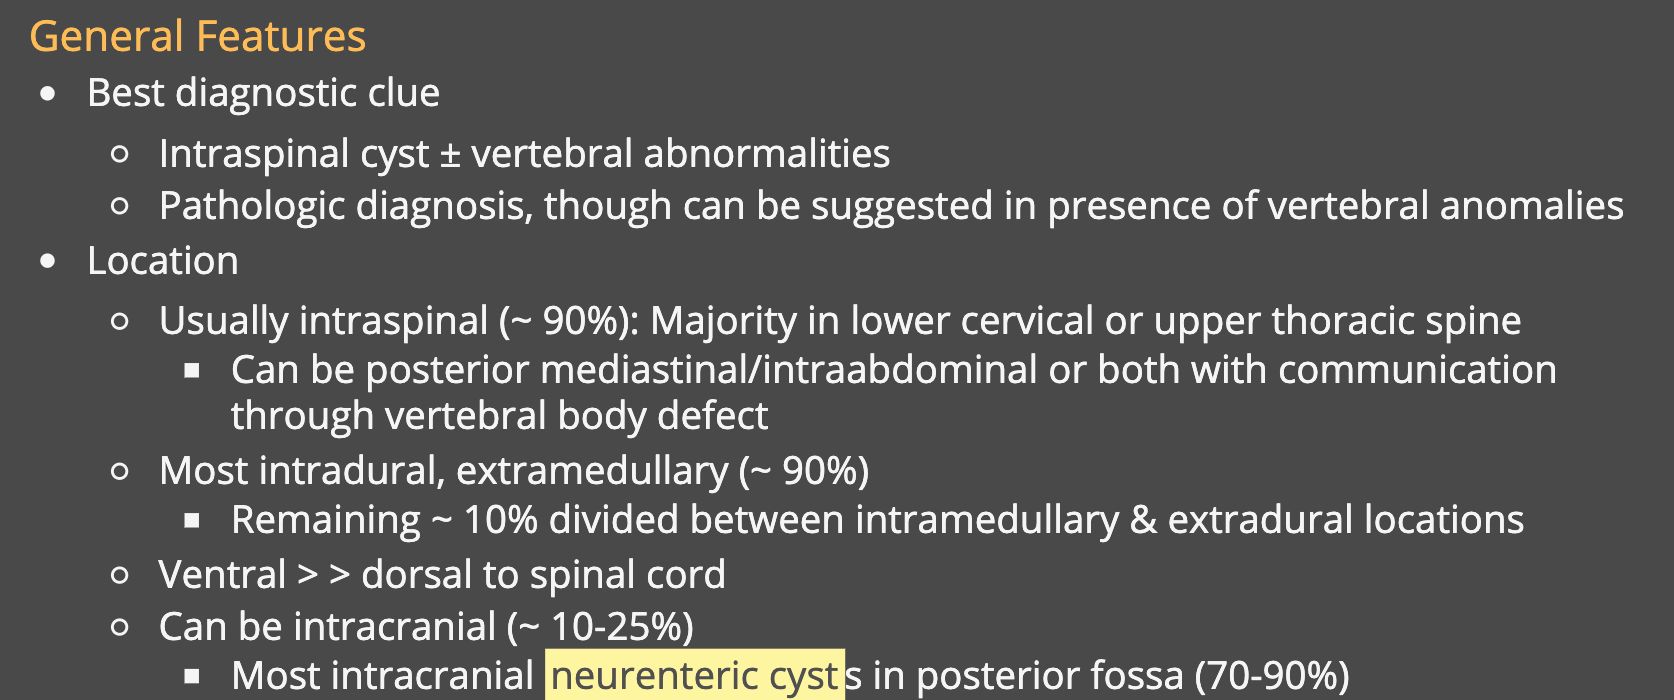 General Features
• Best diagnostic clue
○ Intraspinal cyst ± vertebral abnormalities
○ Pathologic diagnosis, though can be suggested in presence of vertebral anomalies
• Location
○ Usually intraspinal (~ 90%): Majority in lower cervical or upper thoracic spine
▪ Can be posterior mediastinal/intraabdominal or both with communication
through vertebral body defect
○ Most intradural, extramedullary (~ 90%)
▪ Remaining ~ 10% divided between intramedullary & extradural locations
○ Ventral > > dorsal to spinal cord
○ Can be intracranial (~ 10-25%)
▪ Most intracranial neurenteric cysts in posterior fossa (70-90%)